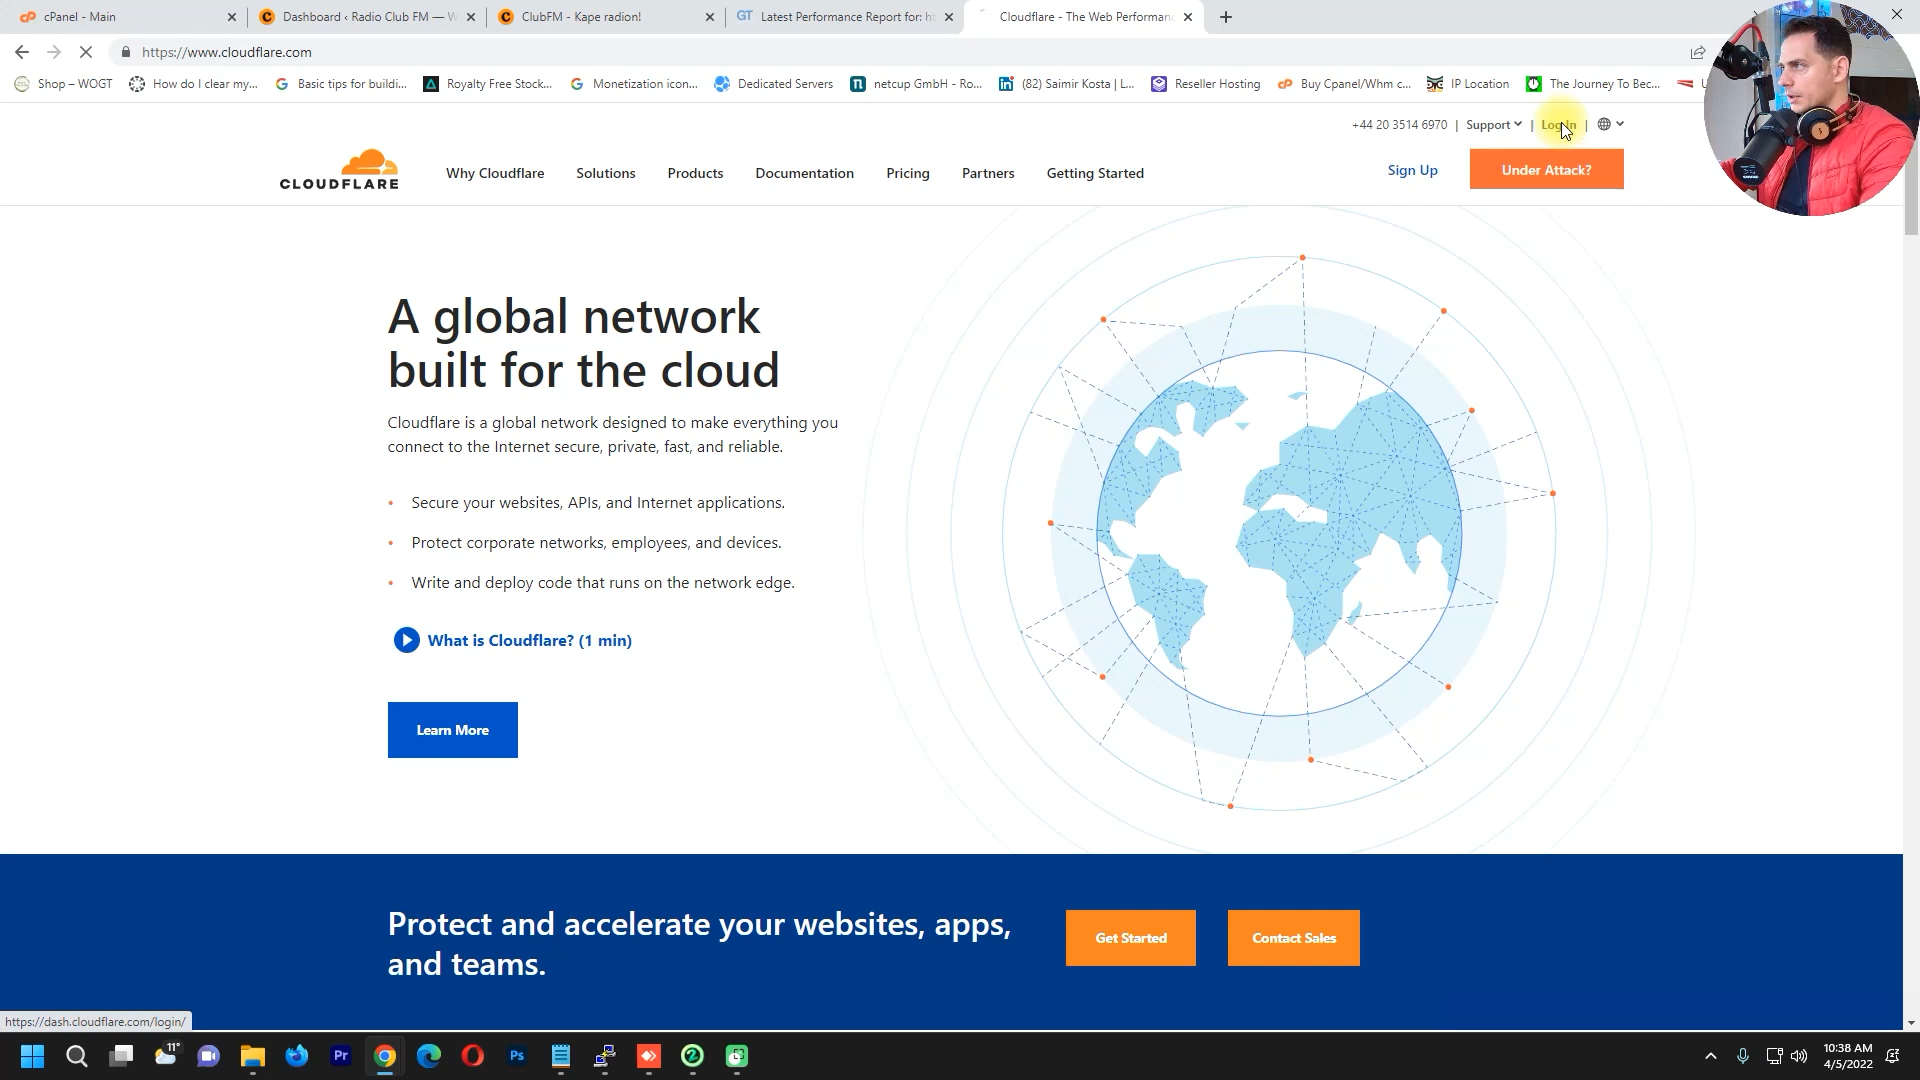 cPanel - Main
Dashboard ‹ Radio Club FM — W
ClubFM - Kape radion!
GT Latest Performance Report for: ht
Cloudflare - The Web Performanc
https://www.cloudflare.com
Shop – WOGT
How do I clear my...
Basic tips for buildi...
Royalty Free Stock...
Monetization icon...
Dedicated Servers
netcup GmbH - Ro...
(82) Saimir Kosta | L...
Reseller Hosting
Buy Cpanel/Whm c...
IP Location
The Journey To Bec...
+44 20 3514 6970 | Support | Log In |
CLOUDFLARE
Why Cloudflare
Solutions
Products
Documentation
Pricing
Partners
Getting Started
Sign Up
Under Attack?
A global network
built for the cloud
Cloudflare is a global network designed to make everything you
connect to the Internet secure, private, fast, and reliable.
• Secure your websites, APIs, and Internet applications.
• Protect corporate networks, employees, and devices.
• Write and deploy code that runs on the network edge.
What is Cloudflare? (1 min)
Learn More
Protect and accelerate your websites, apps,
and teams.
Get Started
Contact Sales
https://dash.cloudflare.com/login/
11°
Pr
Ps
10:38 AM
4/5/2022